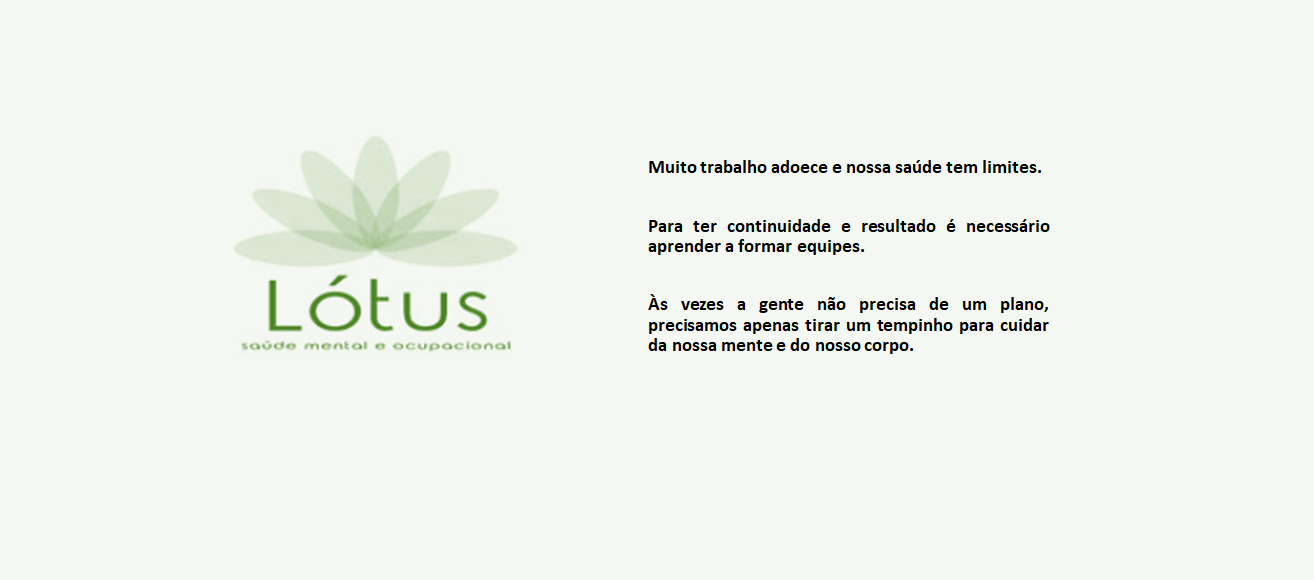 Lótus
saúde mental e ocupacional
Muito trabalho adoece e nossa saúde tem limites.
Para ter continuidade e resultado é necessário
aprender a formar equipes.
Às vezes a gente não precisa de um plano,
precisamos apenas tirar um tempinho para cuidar
da nossa mente e do nosso corpo.